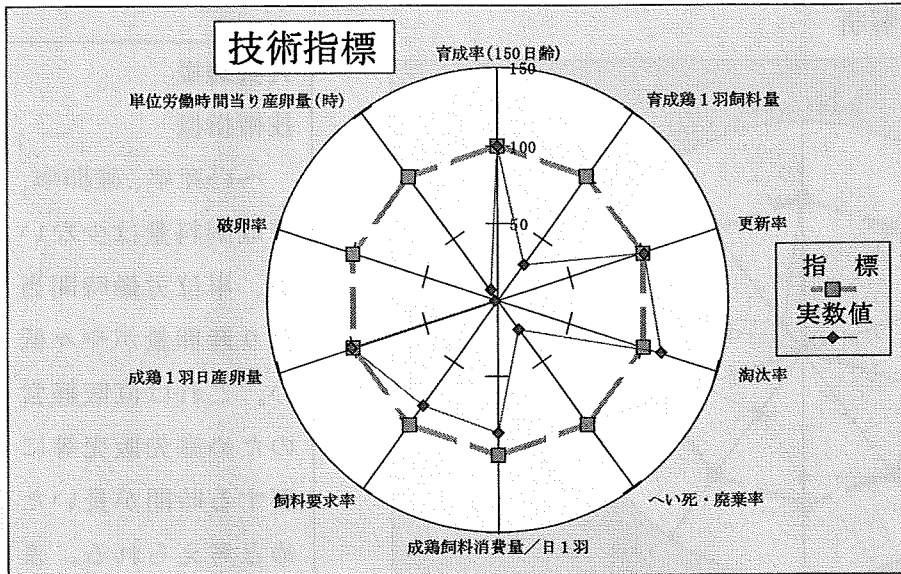 技術指標
育成率(150日齢)
150
単位労働時間当り産卵量(時)
育成鶏1羽飼料量
100
破卵率
50
更新率
指 標
実数値
成鶏1羽日産卵量
淘汰率
飼料要求率
へい死・廃棄率
成鶏飼料消費量/日1羽